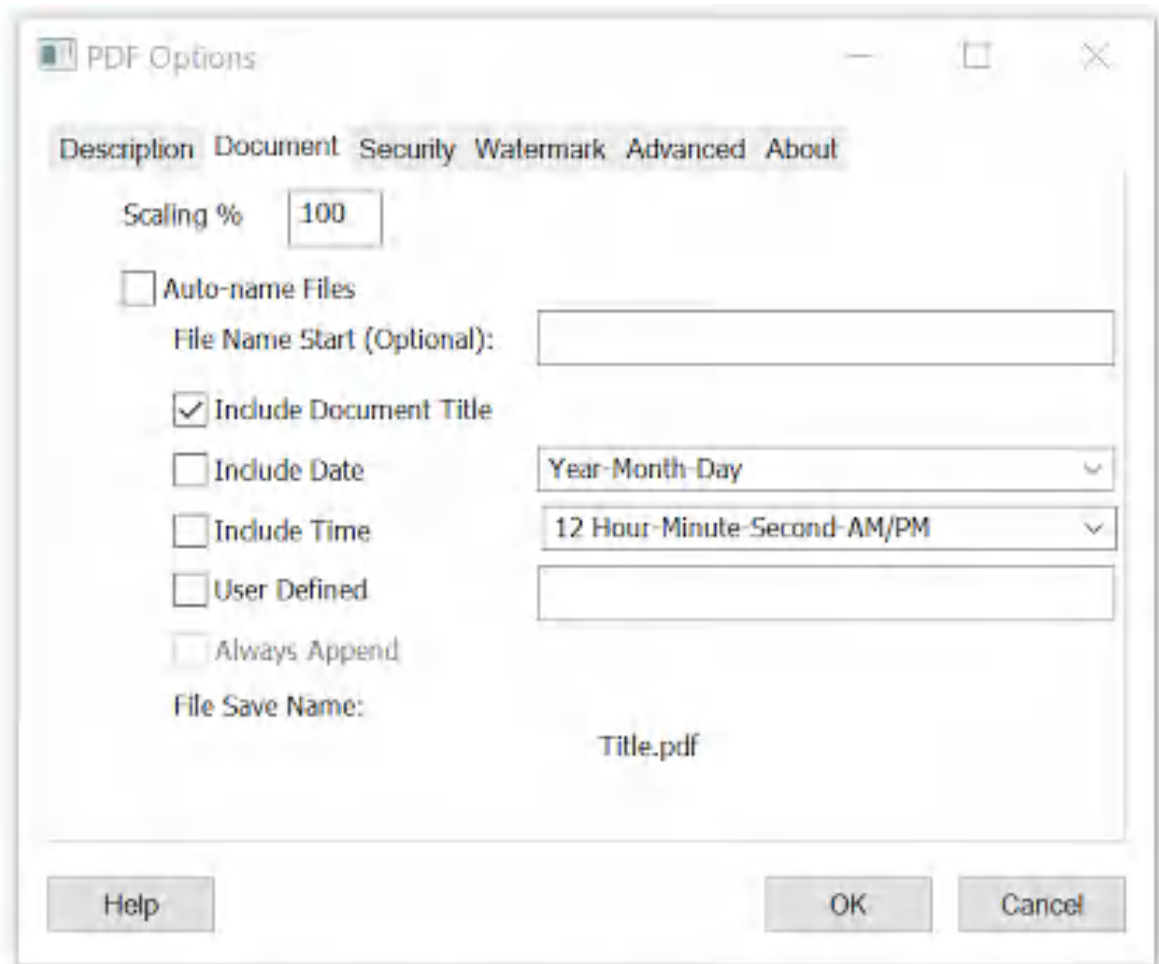 PDF Options
Description Document Security Watermark Advanced About
Scaling % 100
Auto-name Files
File Name Start (Optional):
Include Document Title
Include Date Year-Month-Day
Include Time 12 Hour-Minute-Second-AM/PM
User Defined
Always Append
File Save Name:
Title.pdf
Help OK Cancel